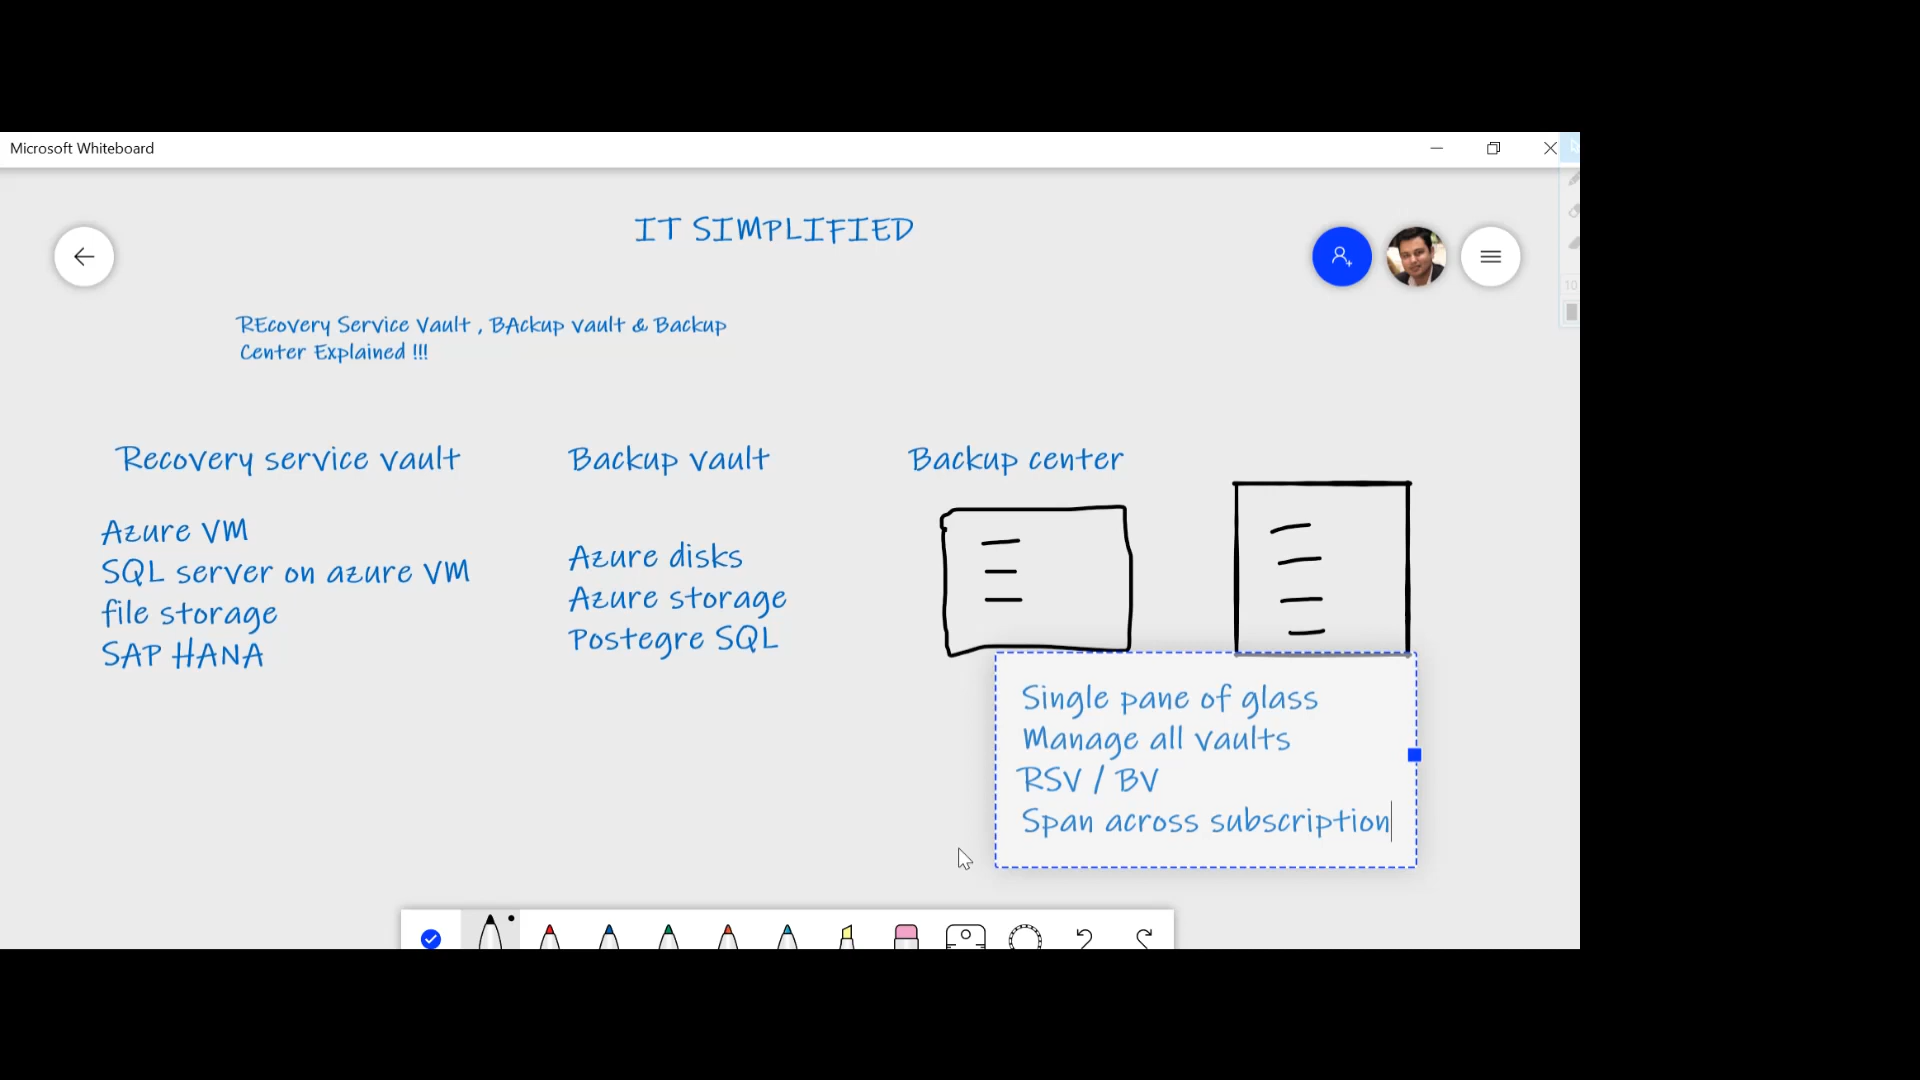 Microsoft Whiteboard
IT SIMPLIFIED
REcovery Service Vault , BAckup vault & Backup
Center Explained !!!
Recovery service vault
Backup vault
Backup center
Azure VM
SQL server on azure VM
file storage
SAP HANA
Azure disks
Azure storage
Postegre SQL
Single pane of glass
Manage all vaults
RSV / BV
Span across subscription
10